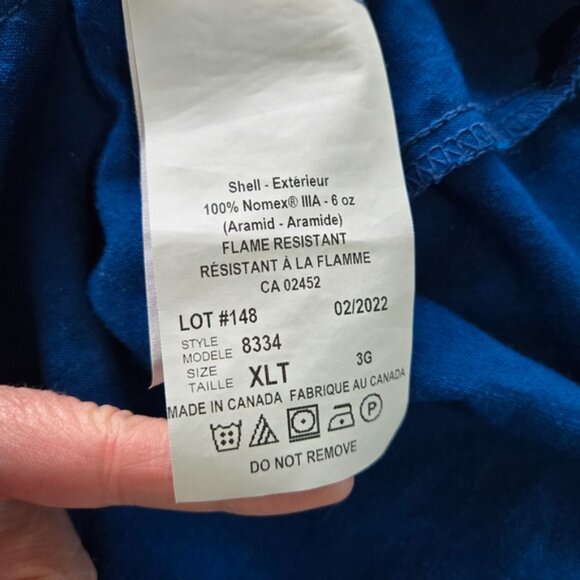 Shell - Extérieur
100% Nomex® IIIA - 6 oz
(Aramid - Aramide)
FLAME RESISTANT
RÉSISTANT À LA FLAMME
CA 02452
LOT #148 02/2022
STYLE
MODELE 8334
SIZE
TAILLE XLT 3G
MADE IN CANADA FABRIQUE AU CANADA
P
DO NOT REMOVE